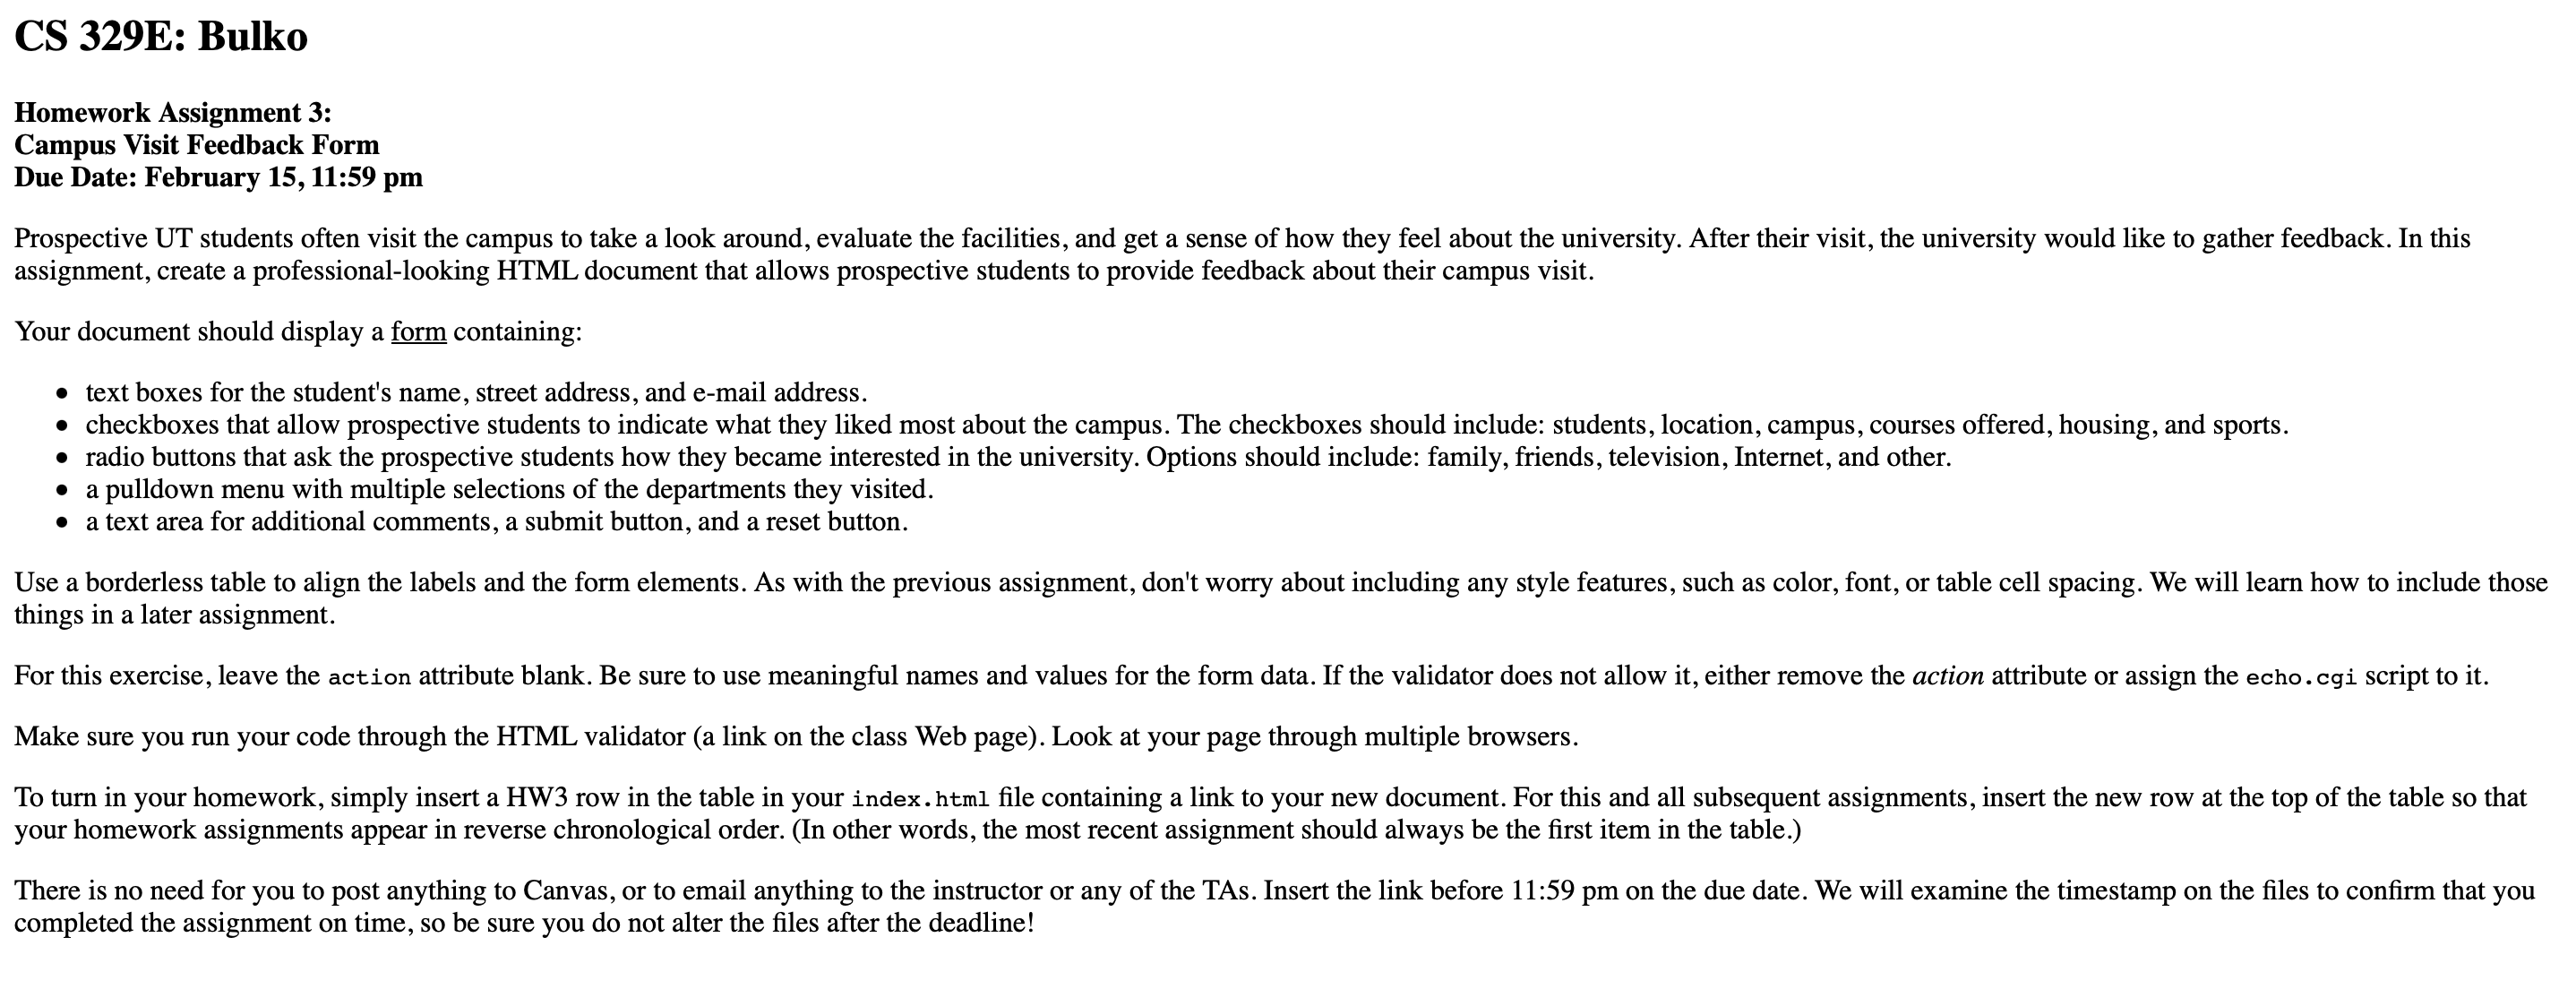 CS 329E: Bulko
Homework Assignment 3:
Campus Visit Feedback Form
Due Date: February 15, 11:59 pm
Prospective UT students often visit the campus to take a look around, evaluate the facilities, and get a sense of how they feel about the university. After their visit, the university would like to gather feedback. In this
assignment, create a professional-looking HTML document that allows prospective students to provide feedback about their campus visit.
Your document should display a form containing:
• text boxes for the student's name, street address, and e-mail address.
• checkboxes that allow prospective students to indicate what they liked most about the campus. The checkboxes should include: students, location, campus, courses offered, housing, and sports.
• radio buttons that ask the prospective students how they became interested in the university. Options should include: family, friends, television, Internet, and other.
• a pulldown menu with multiple selections of the departments they visited.
• a text area for additional comments, a submit button, and a reset button.
Use a borderless table to align the labels and the form elements. As with the previous assignment, don't worry about including any style features, such as color, font, or table cell spacing. We will learn how to include those
things in a later assignment.
For this exercise, leave the action attribute blank. Be sure to use meaningful names and values for the form data. If the validator does not allow it, either remove the action attribute or assign the echo.cgi script to it.
Make sure you run your code through the HTML validator (a link on the class Web page). Look at your page through multiple browsers.
To turn in your homework, simply insert a HW3 row in the table in your index.html file containing a link to your new document. For this and all subsequent assignments, insert the new row at the top of the table so that
your homework assignments appear in reverse chronological order. (In other words, the most recent assignment should always be the first item in the table.)
There is no need for you to post anything to Canvas, or to email anything to the instructor or any of the TAs. Insert the link before 11:59 pm on the due date. We will examine the timestamp on the files to confirm that you
completed the assignment on time, so be sure you do not alter the files after the deadline!